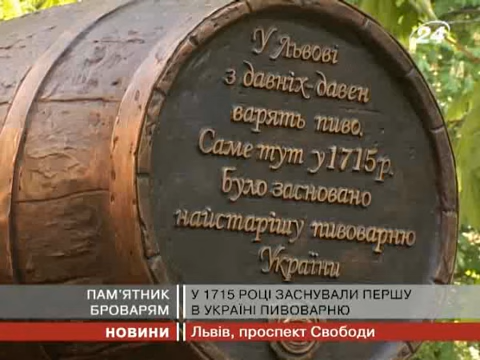 24
У Львові
з давніх-давен
варять пиво.
Саме тут у 1715р.
Було засновано
найстарішу пивоварню
України
ПАМ'ЯТНИК
БРОВАРЯМ
У 1715 РОЦІ ЗАСНУВАЛИ ПЕРШУ
В УКРАЇНІ ПИВОВАРНЮ
НОВИНИ
Львів, проспект Свободи